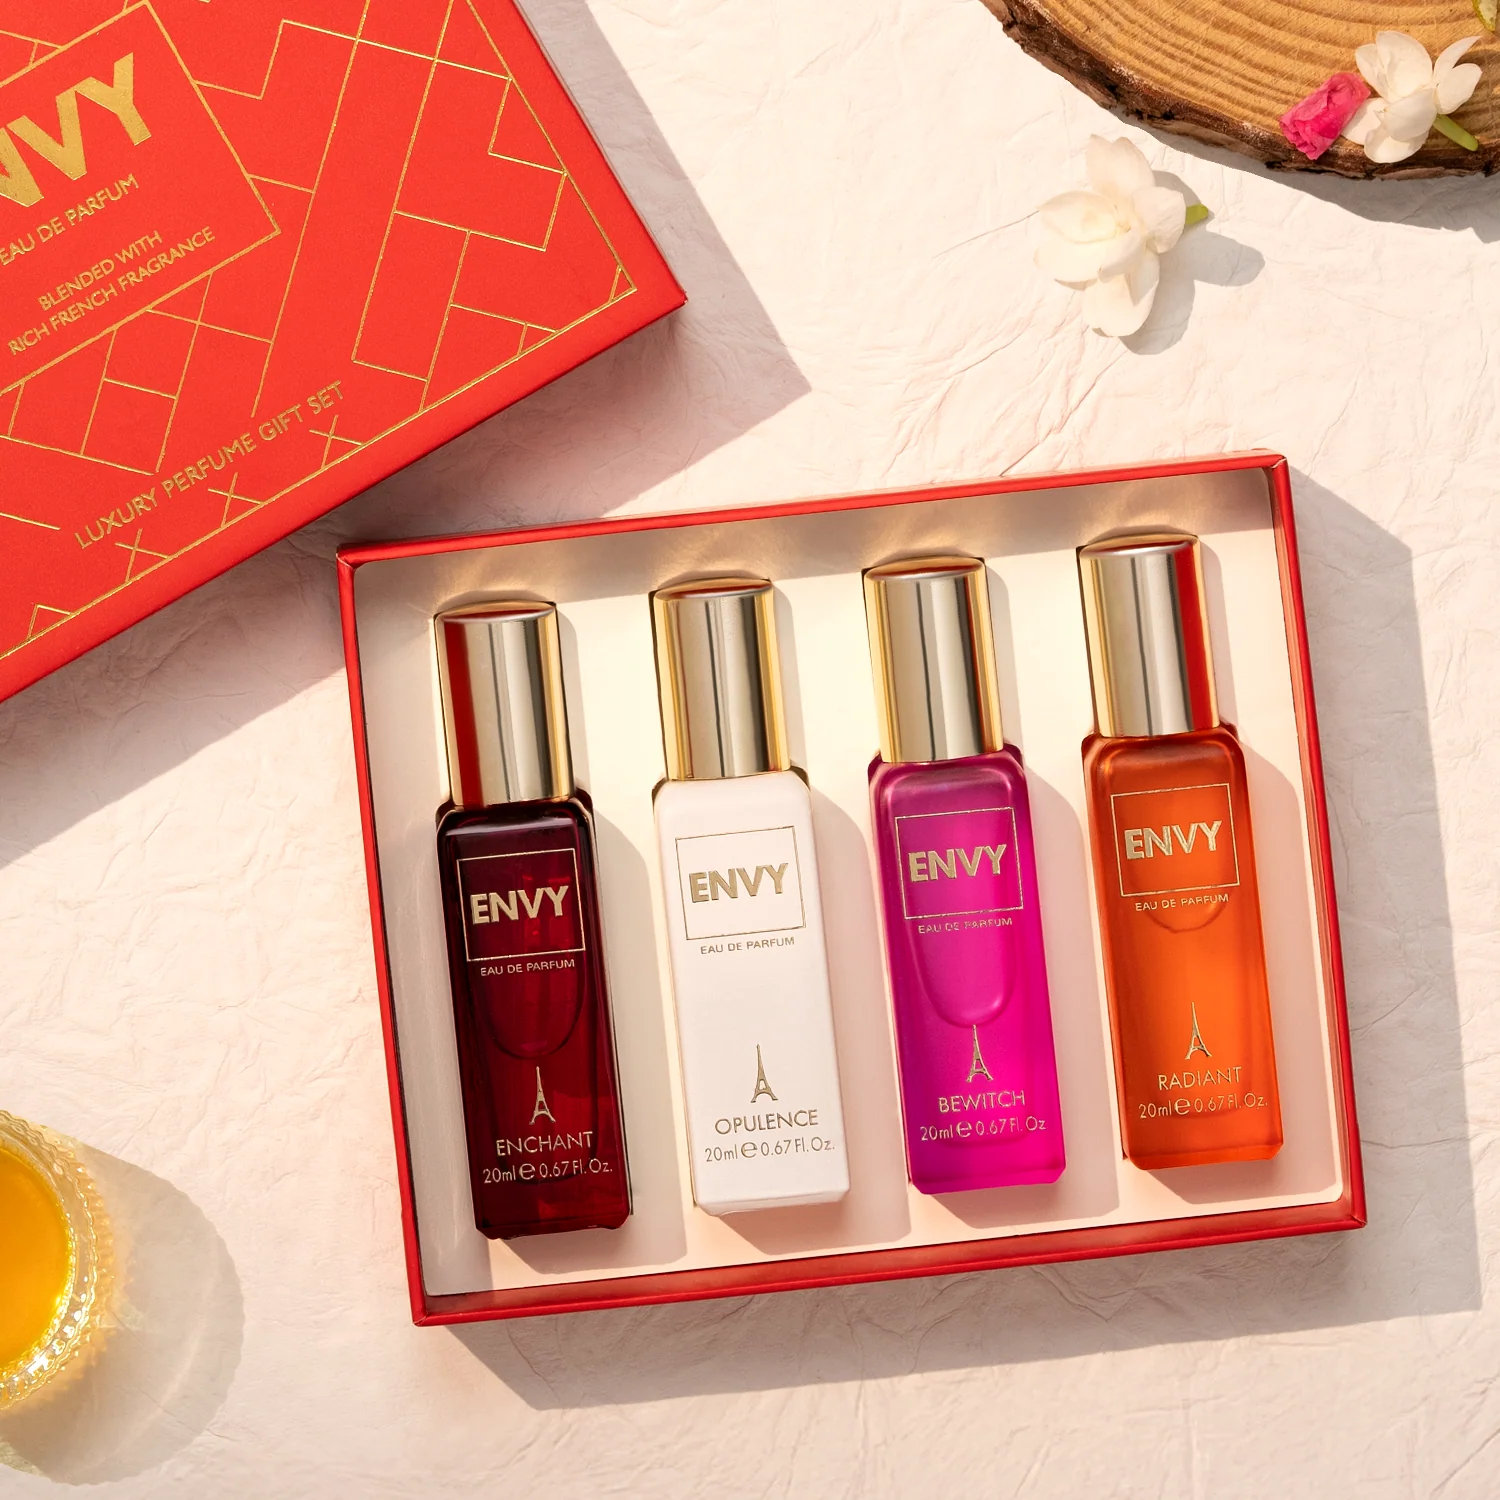 NVY
EAU DE PARFUM
BLENDED WITH
RICH FRENCH FRAGRANCE
LUXURY PERFUME GIFT SET
ENVY
EAU DE PARFUM
ENCHANT
20ml e 0.67 Fl. Oz.
ENVY
EAU DE PARFUM
OPULENCE
20ml e 0.67 Fl. Oz.
ENVY
EAU DE PARFUM
BEWITCH
20ml e 0.67 Fl. Oz
ENVY
EAU DE PARFUM
RADIANT
20ml e 0.67 Fl. Oz.